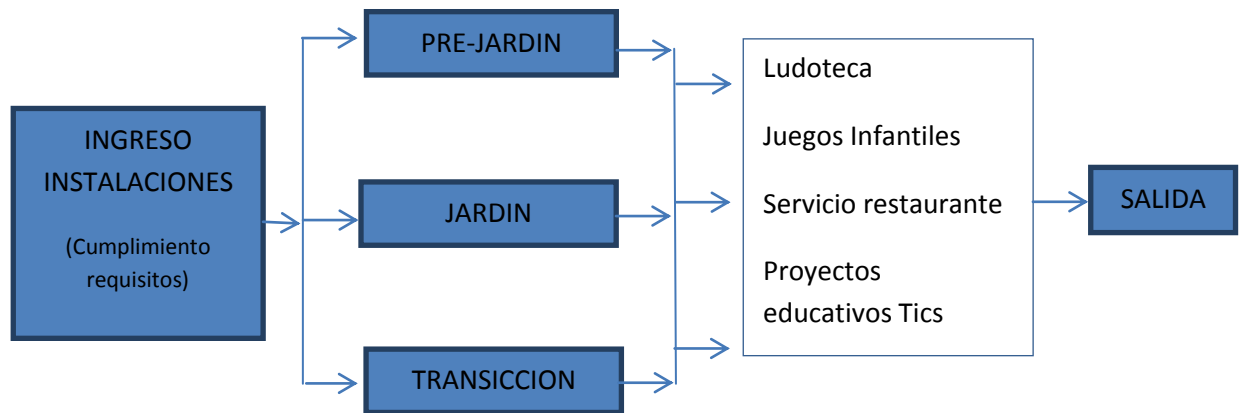 INGRESO
INSTALACIONES
(Cumplimiento
requisitos)
PRE-JARDIN
JARDIN
TRANSICCION
Ludoteca
Juegos Infantiles
Servicio restaurante
Proyectos
educativos Tics
SALIDA